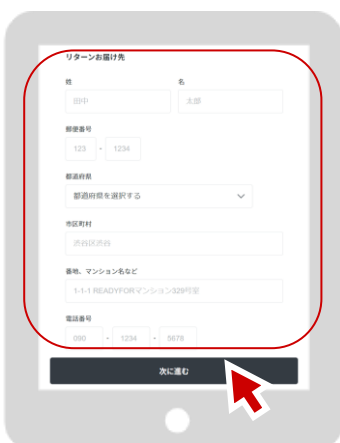 リターンお届け先
姓 名
田中 太郎
郵便番号
123 - 1234
都道府県
都道府県を選択する
市区町村
渋谷区渋谷
番地、マンション名など
1-1-1 READYFORマンション329号室
電話番号
090 - 1234 - 5678
次に進む